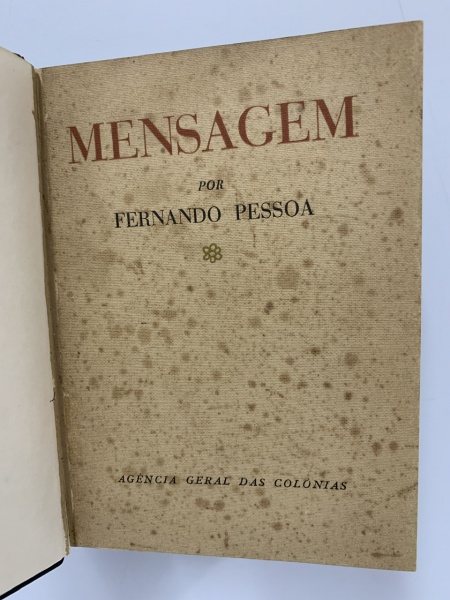 MENSAGEM
POR
FERNANDO PESSOA
AGÊNCIA GERAL DAS COLÓNIAS